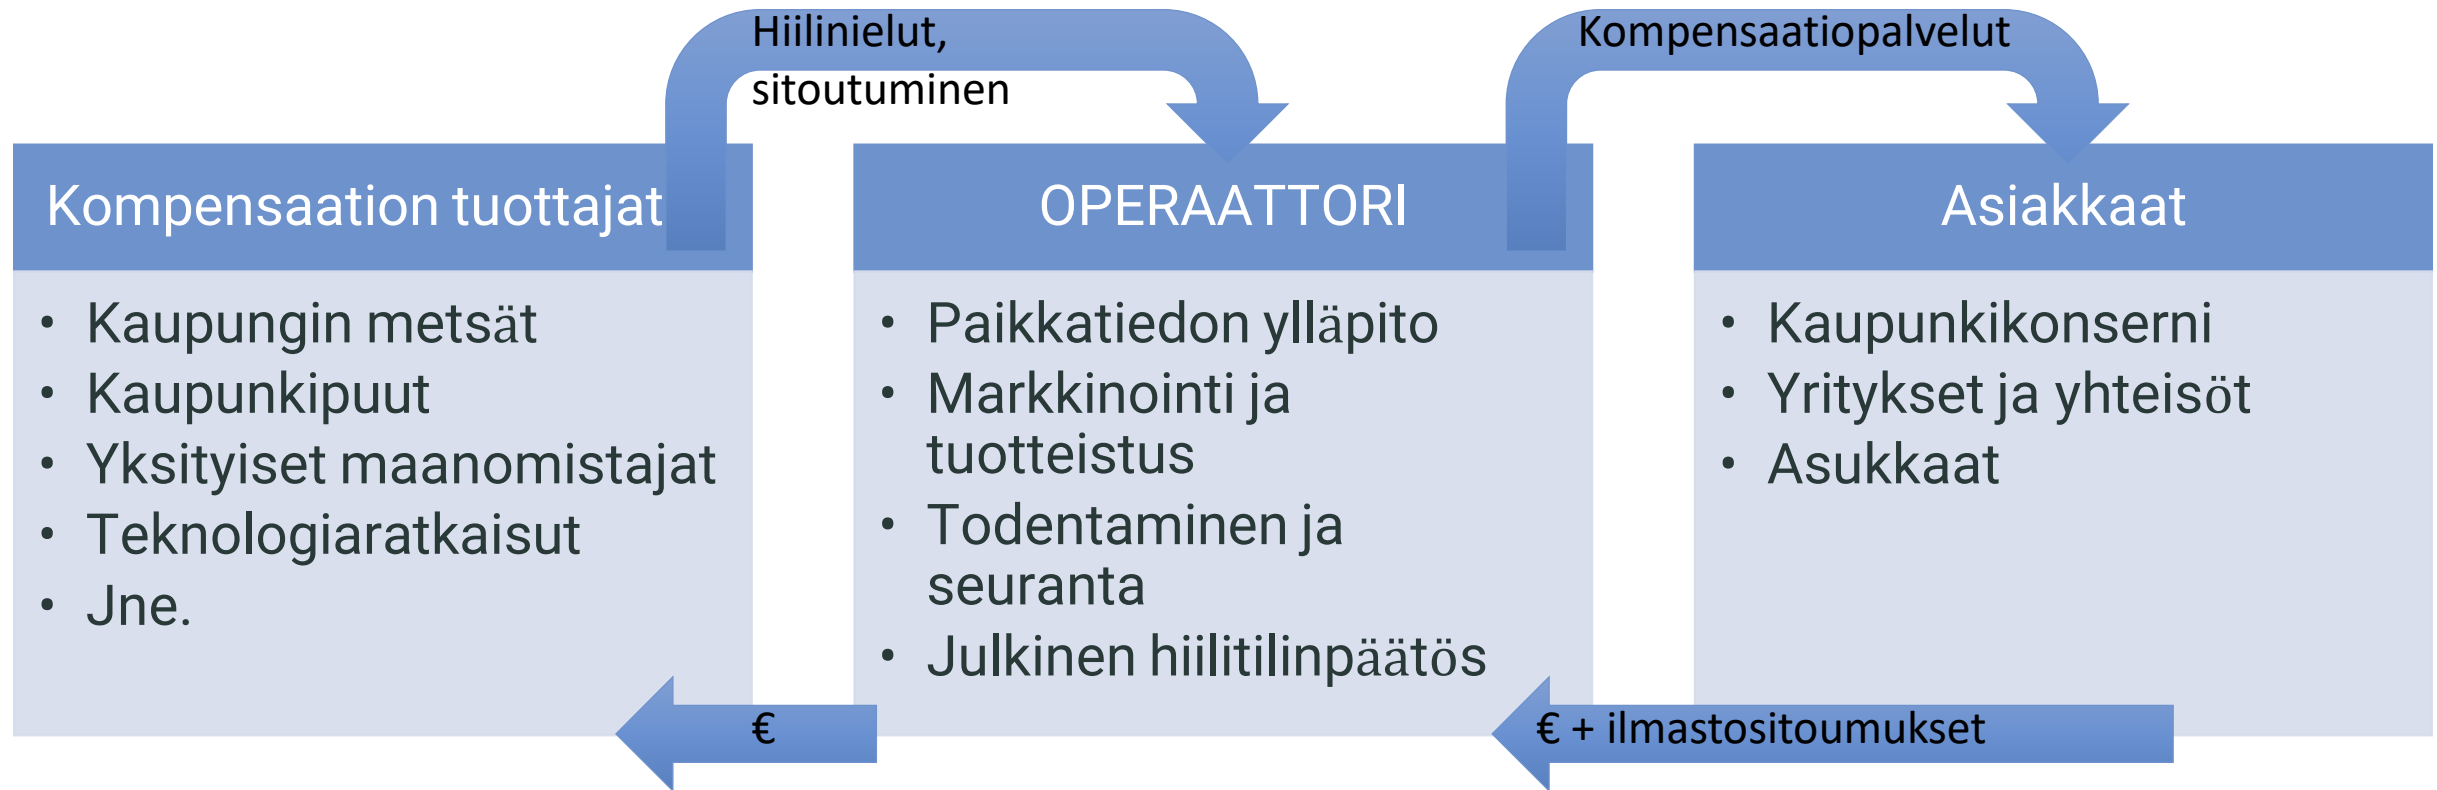 Hiilinielut,
sitoutuminen
Kompensaatiopalvelut
Kompensaation tuottajat
• Kaupungin metsät
• Kaupunkipuut
• Yksityiset maanomistajat
• Teknologiaratkaisut
• Jne.
OPERAATTORI
• Paikkatiedon ylläpito
• Markkinointi ja
tuotteistus
• Todentaminen ja
seuranta
• Julkinen hiilitilinpäätös
Asiakkaat
• Kaupunkikonserni
• Yritykset ja yhteisöt
• Asukkaat
€
€ + ilmastositoumukset